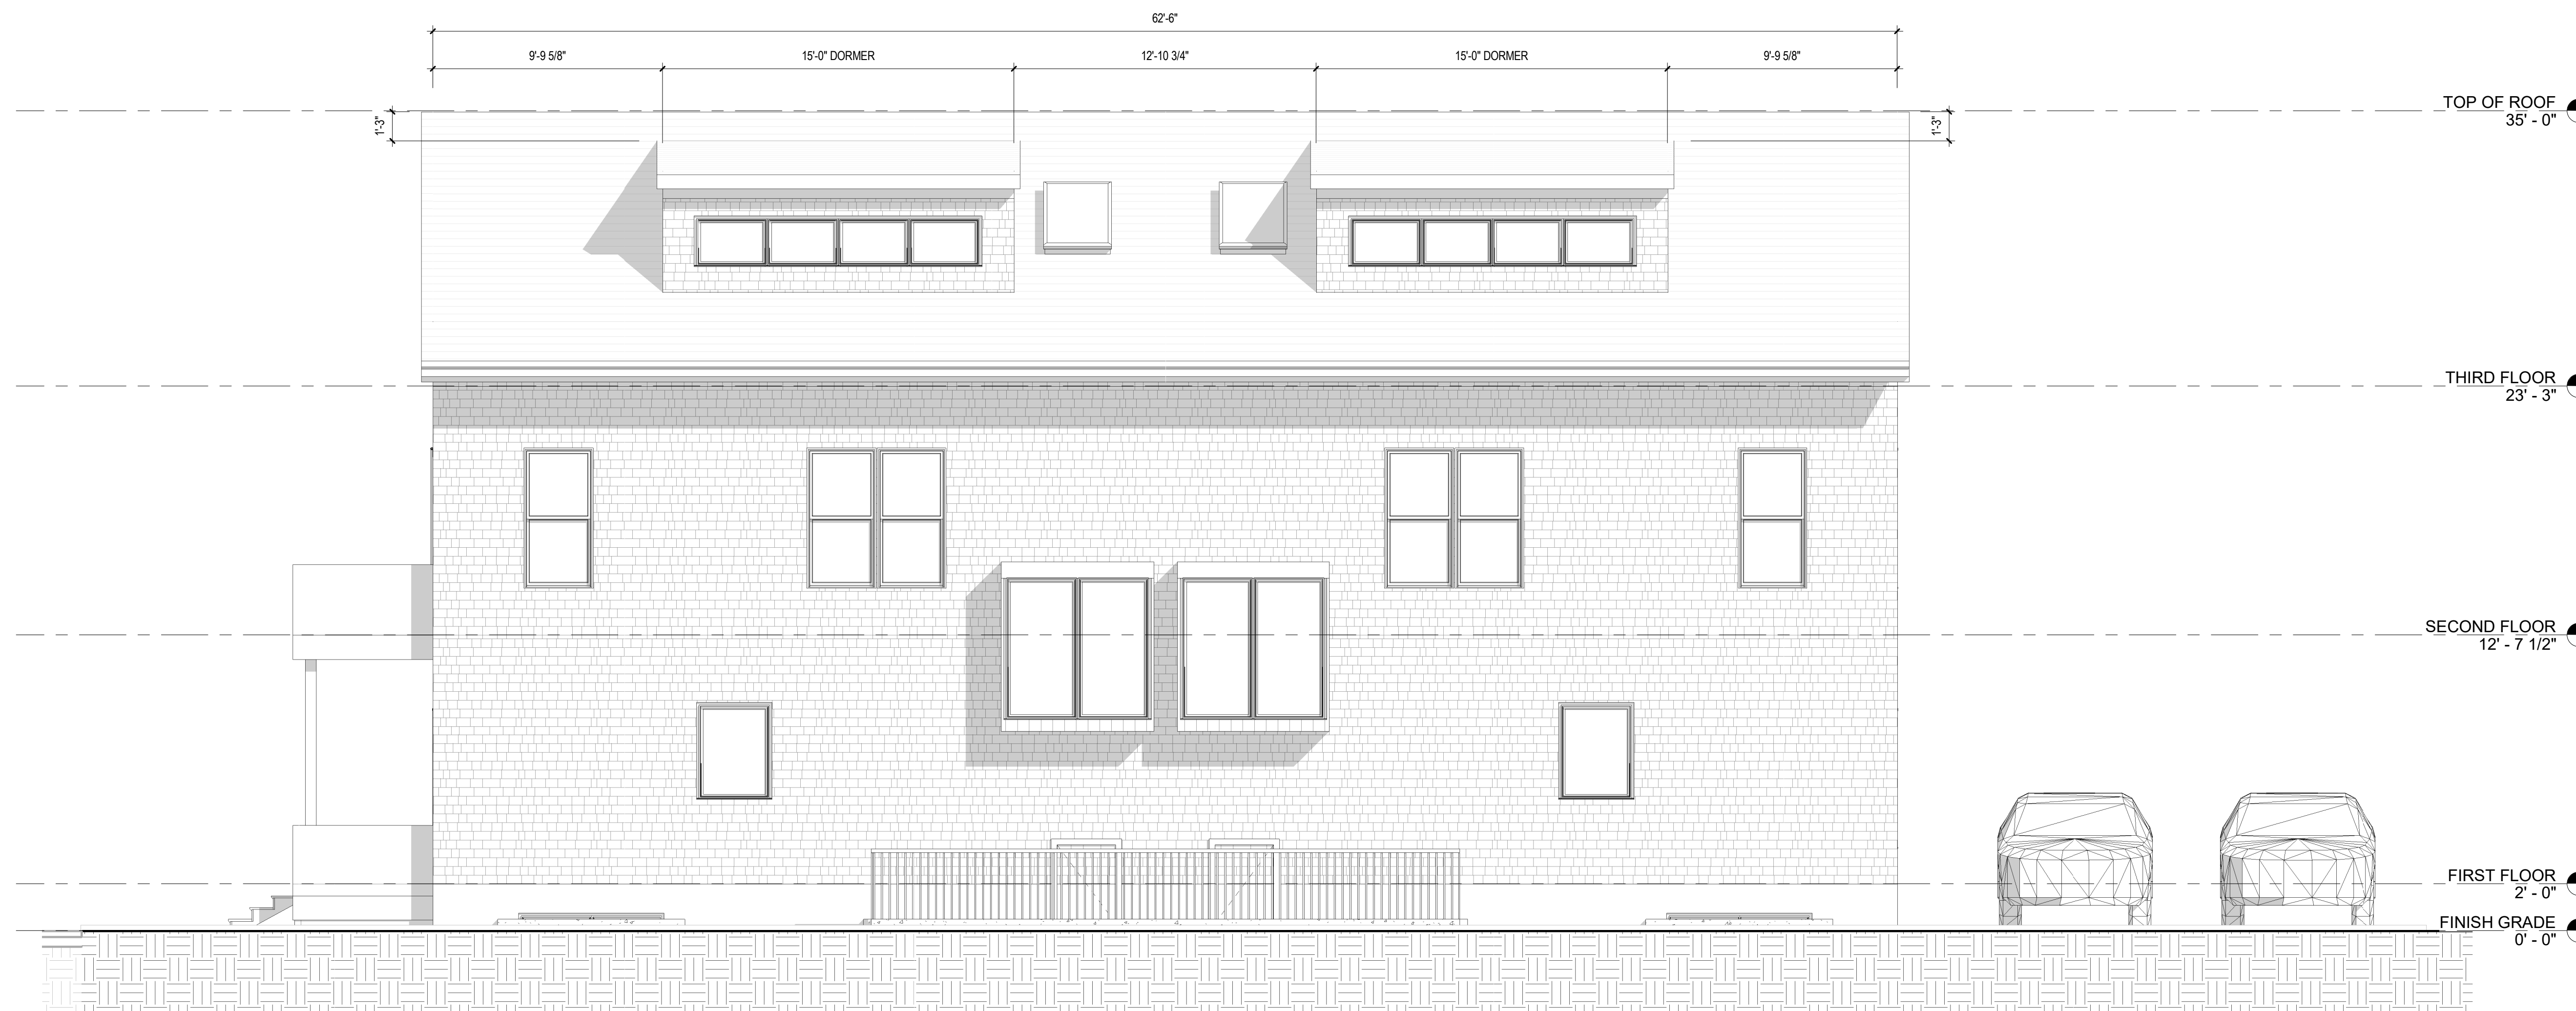 62'-6"
9'-9 5/8"
15'-0" DORMER
12'-10 3/4"
15'-0" DORMER
9'-9 5/8"
1'-3"
1'-3"
TOP OF ROOF
35' - 0"
THIRD FLOOR
23' - 3"
SECOND FLOOR
12' - 7 1/2"
FIRST FLOOR
2' - 0"
FINISH GRADE
0' - 0"